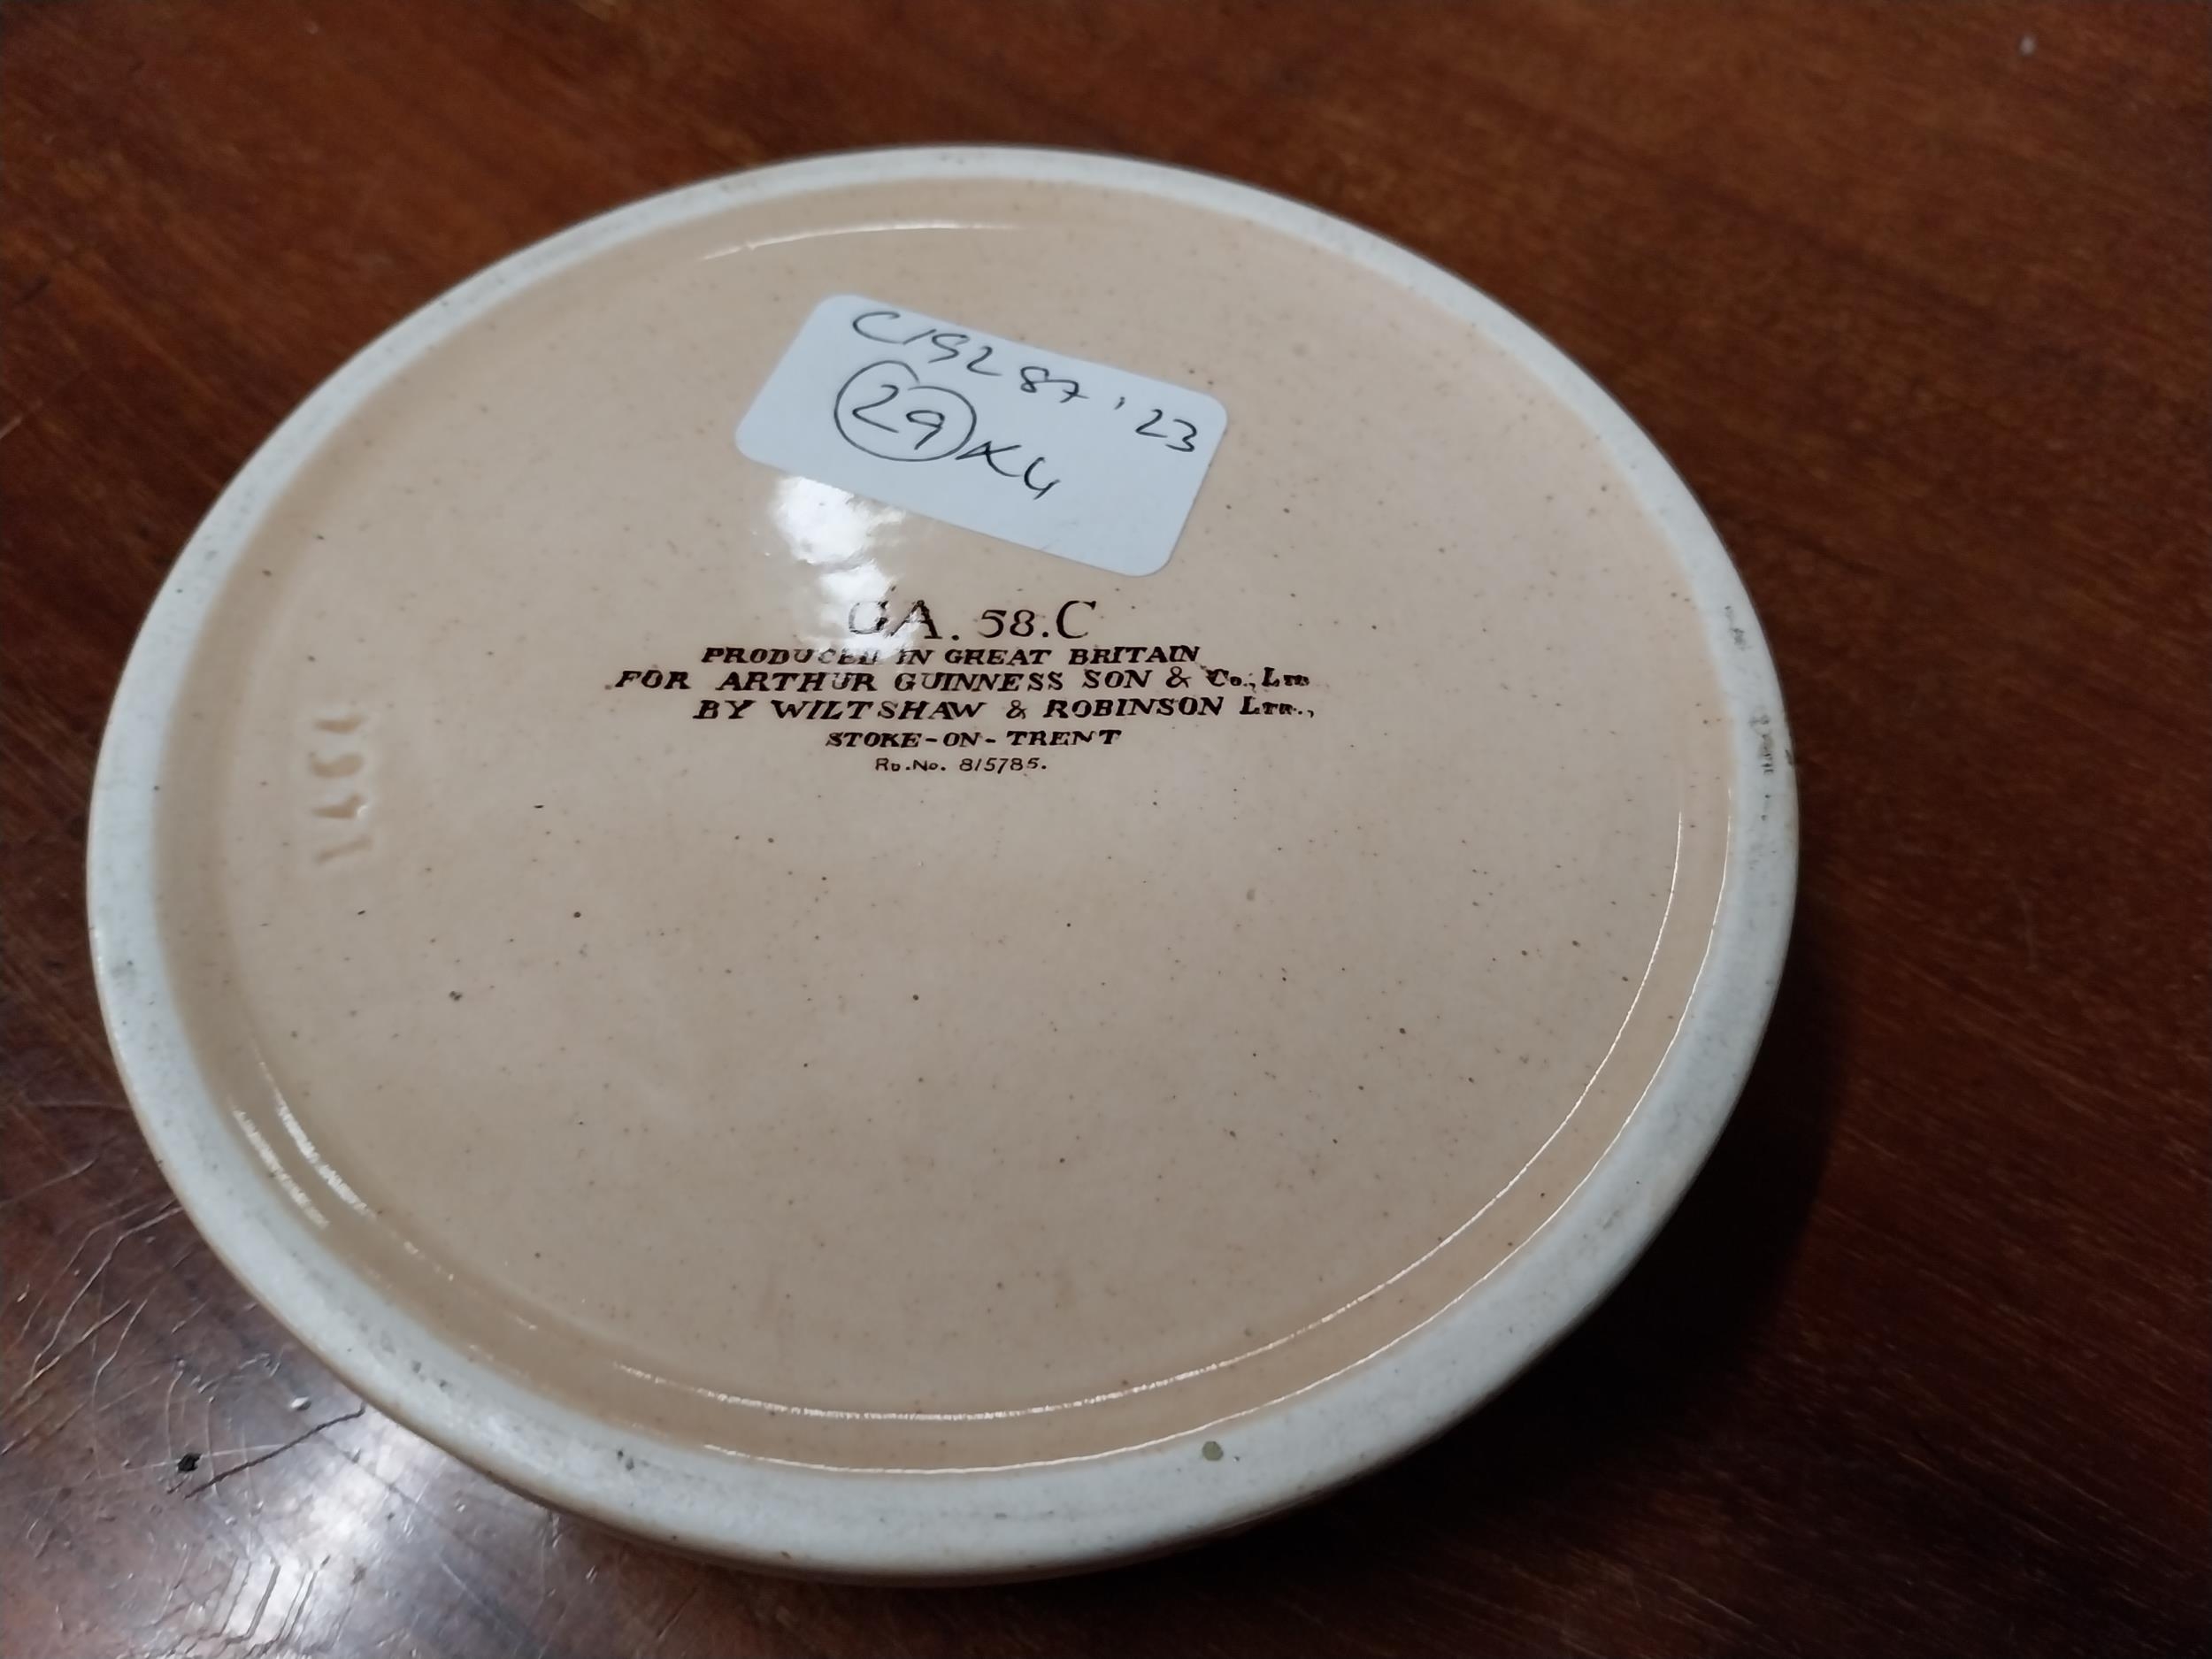 C19287 '23
29 x4
GA. 58.C
PRODUCED IN GREAT BRITAIN
FOR ARTHUR GUINNESS SON & Co., LTD
BY WILTSHAW & ROBINSON LTD.,
STOKE-ON-TRENT
RD.No. 815785.